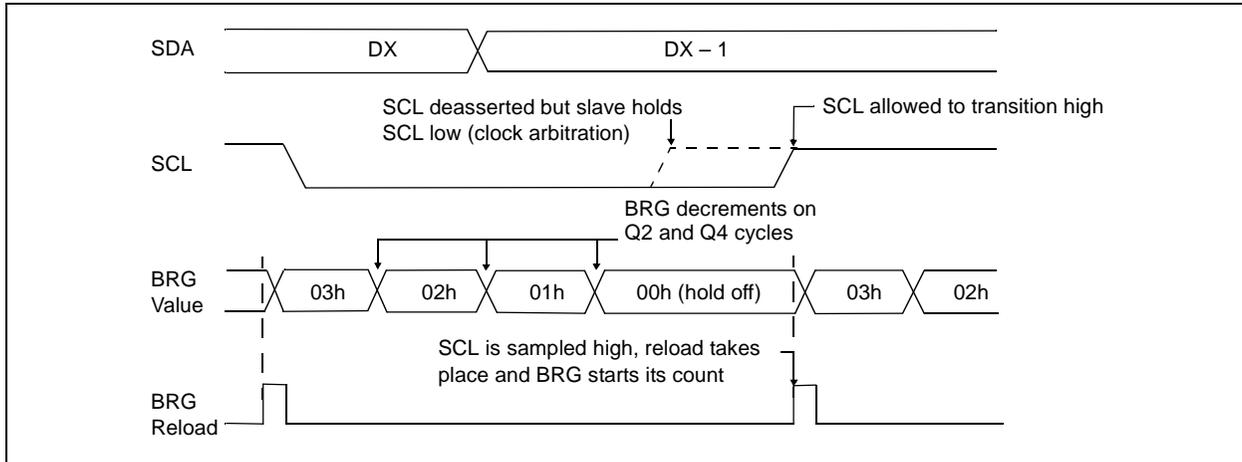 SDA
DX
DX – 1
SCL deasserted but slave holds
SCL low (clock arbitration)
SCL allowed to transition high
SCL
BRG decrements on
Q2 and Q4 cycles
BRG
Value
03h
02h
01h
00h (hold off)
03h
02h
SCL is sampled high, reload takes
place and BRG starts its count
BRG
Reload